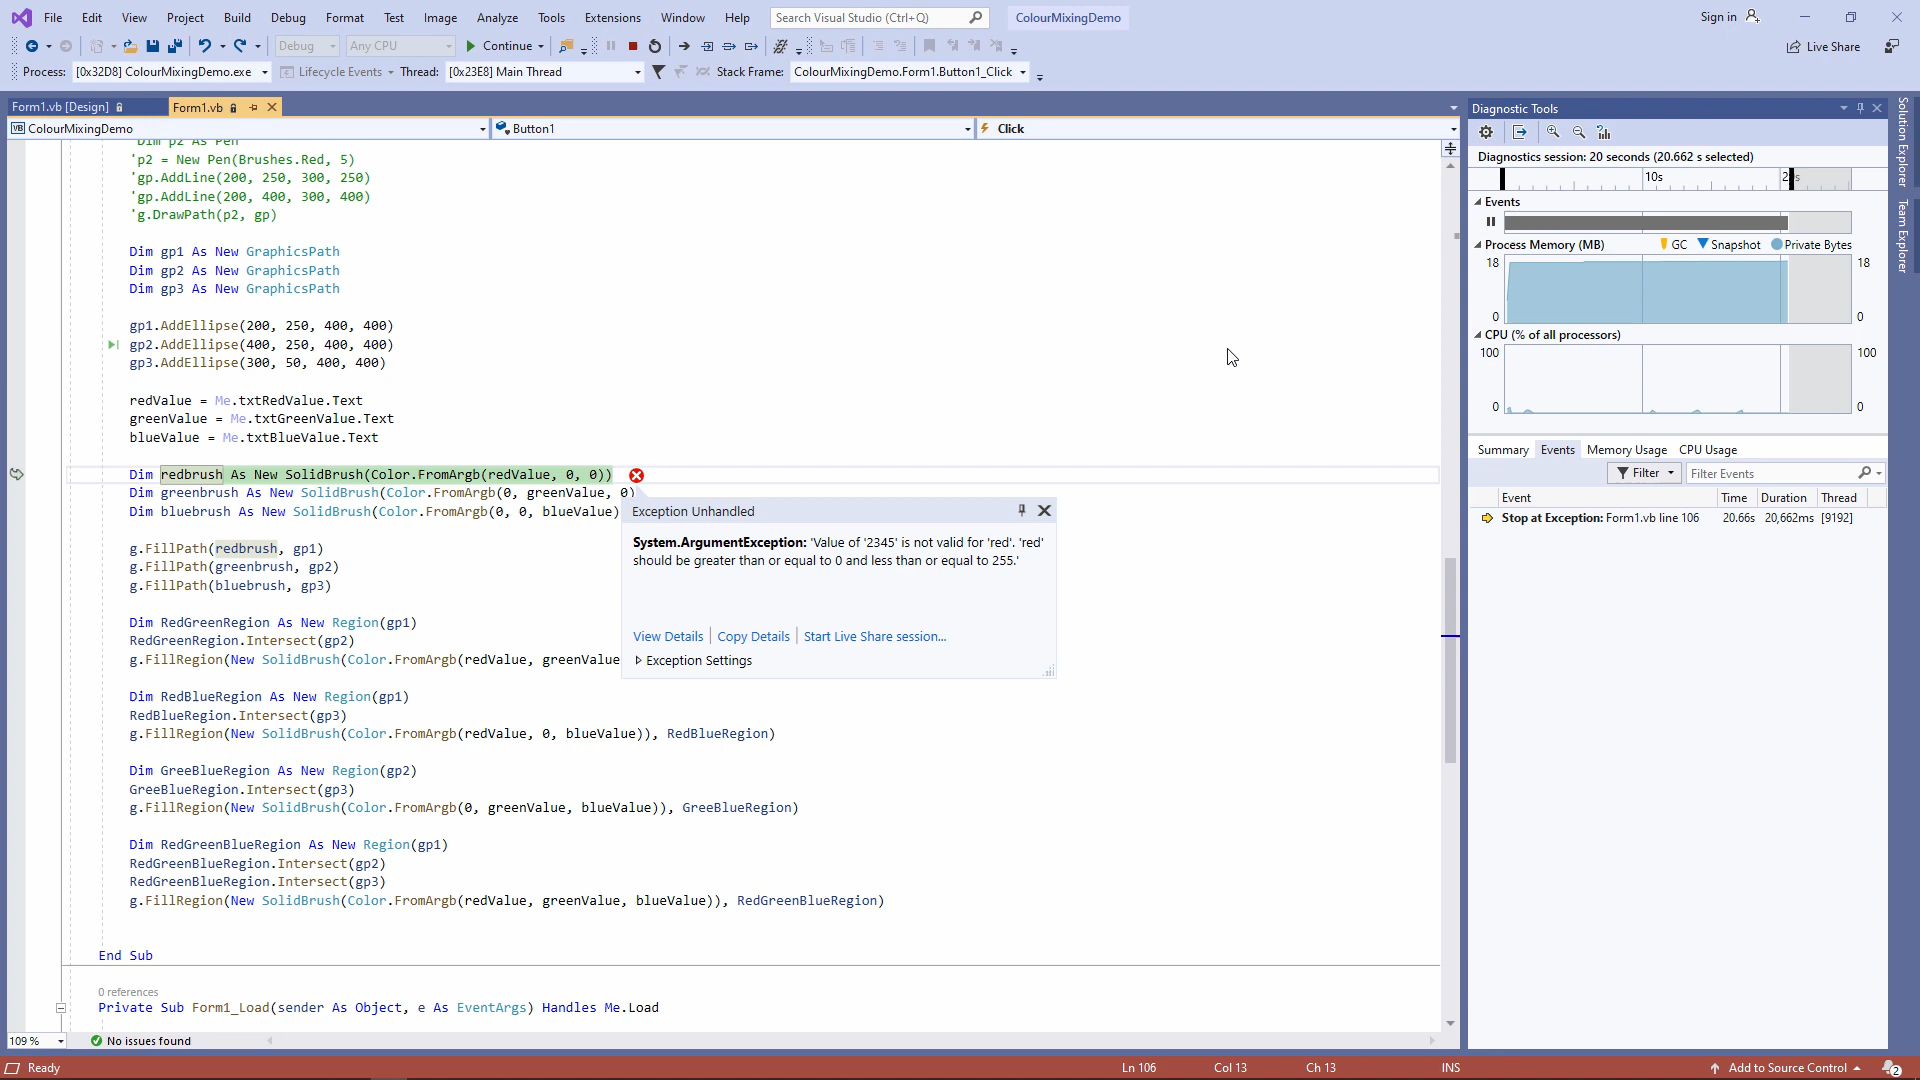 File Edit View Project Build Debug Format Test Image Analyze Tools Extensions Window Help Search Visual Studio (Ctrl+Q) ColourMixingDemo Sign in
Debug Any CPU Continue Live Share
Process: [0x32D8] ColourMixingDemo.exe Lifecycle Events Thread: [0x23E8] Main Thread Stack Frame: ColourMixingDemo.Form1.Button1_Click
Form1.vb [Design] Form1.vb
VB ColourMixingDemo Button1 Click
'Dim p2 As Pen
'p2 = New Pen(Brushes.Red, 5)
'gp.AddLine(200, 250, 300, 250)
'gp.AddLine(200, 400, 300, 400)
'g.DrawPath(p2, gp)
Dim gp1 As New GraphicsPath
Dim gp2 As New GraphicsPath
Dim gp3 As New GraphicsPath
gp1.AddEllipse(200, 250, 400, 400)
gp2.AddEllipse(400, 250, 400, 400)
gp3.AddEllipse(300, 50, 400, 400)
redValue = Me.txtRedValue.Text
greenValue = Me.txtGreenValue.Text
blueValue = Me.txtBlueValue.Text
Dim redbrush As New SolidBrush(Color.FromArgb(redValue, 0, 0))
Dim greenbrush As New SolidBrush(Color.FromArgb(0, greenValue, 0)
Dim bluebrush As New SolidBrush(Color.FromArgb(0, 0, blueValue)
g.FillPath(redbrush, gp1)
g.FillPath(greenbrush, gp2)
g.FillPath(bluebrush, gp3)
Dim RedGreenRegion As New Region(gp1)
RedGreenRegion.Intersect(gp2)
g.FillRegion(New SolidBrush(Color.FromArgb(redValue, greenValue
Dim RedBlueRegion As New Region(gp1)
RedBlueRegion.Intersect(gp3)
g.FillRegion(New SolidBrush(Color.FromArgb(redValue, 0, blueValue)), RedBlueRegion)
Dim GreeBlueRegion As New Region(gp2)
GreeBlueRegion.Intersect(gp3)
g.FillRegion(New SolidBrush(Color.FromArgb(0, greenValue, blueValue)), GreeBlueRegion)
Dim RedGreenBlueRegion As New Region(gp1)
RedGreenBlueRegion.Intersect(gp2)
RedGreenBlueRegion.Intersect(gp3)
g.FillRegion(New SolidBrush(Color.FromArgb(redValue, greenValue, blueValue)), RedGreenBlueRegion)
End Sub
0 references
Private Sub Form1_Load(sender As Object, e As EventArgs) Handles Me.Load
Exception Unhandled
System.ArgumentException: 'Value of '2345' is not valid for 'red'. 'red'
should be greater than or equal to 0 and less than or equal to 255.'
View Details Copy Details Start Live Share session...
Exception Settings
109 % No issues found
Diagnostic Tools
Diagnostics session: 20 seconds (20.662 s selected)
10s
Events
Process Memory (MB) GC Snapshot Private Bytes
18 18
0 0
CPU (% of all processors)
100 100
0 0
Summary Events Memory Usage CPU Usage
Filter Filter Events
Event Time Duration Thread
Stop at Exception: Form1.vb line 106 20.66s 20,662ms [9192]
Solution Explorer
Team Explorer
Ready Ln 106 Col 13 Ch 13 INS Add to Source Control 2